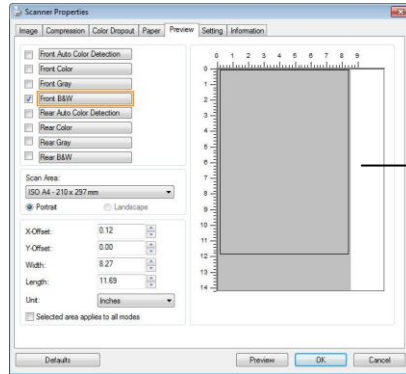 Scanner Properties
Image Compression Color Dropout Paper Preview Setting Information
Front Auto Color Detection
Front Color
Front Gray
Front B&W
Rear Auto Color Detection
Rear Color
Rear Gray
Rear B&W
Scan Area:
ISO A4 - 210 x 297 mm
Portrait Landscape
X-Offset: 0.12
Y-Offset: 0.00
Width: 8.27
Length: 11.69
Unit: Inches
Selected area applies to all modes
0 1 2 3 4 5 6 7 8 9
0
1
2
3
4
5
6
7
8
9
10
11
12
13
14
Defaults Preview OK Cancel